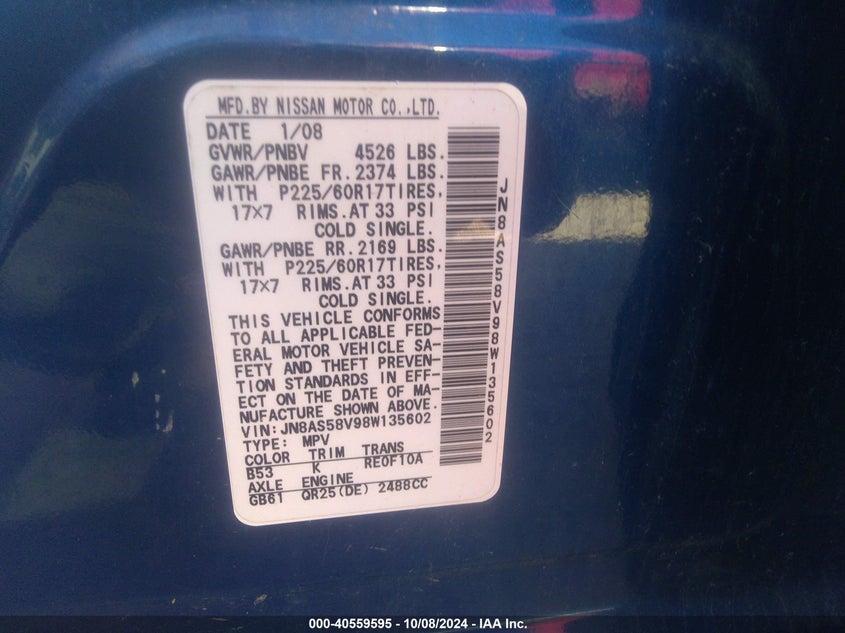 MFD.BY NISSAN MOTOR CO.,LTD.
DATE 1/08
GVWR/PNBV 4526 LBS.
GAWR/PNBE FR. 2374 LBS.
WITH P225/60R17TIRES,
17×7 RIMS.AT 33 PSI
COLD SINGLE.
GAWR/PNBE RR. 2169 LBS.
WITH P225/60R17TIRES,
17×7 RIMS.AT 33 PSI
COLD SINGLE.
THIS VEHICLE CONFORMS
TO ALL APPLICABLE FED-
ERAL MOTOR VEHICLE SA-
FETY AND THEFT PREVEN-
TION STANDARDS IN EFF-
ECT ON THE DATE OF MA-
NUFACTURE SHOWN ABOVE.
VIN:JN8AS58V98W135602
TYPE: MPV
COLOR TRIM TRANS
B53 K RE0F10A
AXLE ENGINE
GB61 QR25(DE) 2488CC
JN8AS58V98W135602
000-40559595 - 10/08/2024 - IAA Inc.